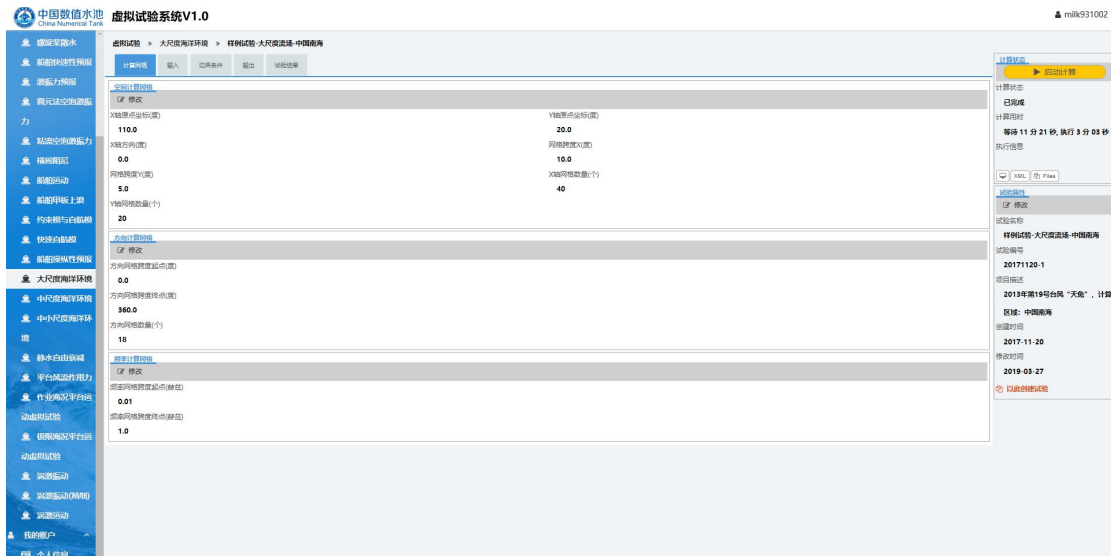 中国数值水池
China Numerical Tank
虚拟试验系统V1.0
milk931002
螺旋桨敞水
船舶快速性预报
激振力预报
面元法空泡激振
力
粘流空泡激振力
横摇阻尼
船舶运动
船舶甲板上浪
约束模与自航模
快速自航模
船舶操纵性预报
大尺度海洋环境
中尺度海洋环境
中小尺度海洋环
境
静水自由衰减
平台风流作用力
作业海况平台运
动虚拟试验
极限海况平台运
动虚拟试验
涡激振动
涡激振动(精细)
涡激运动
我的账户
个人信息
虚拟试验 » 大尺度海洋环境 » 样例试验-大尺度流场-中国南海
计算网格 输入 边界条件 输出 试验结果
空间计算网格
修改
X轴原点坐标(度)
110.0
Y轴原点坐标(度)
20.0
X轴方向(度)
0.0
网格跨度X(度)
10.0
网格跨度Y(度)
5.0
X轴网格数量(个)
40
Y轴网格数量(个)
20
方向计算网格
修改
方向网格跨度起点(度)
0.0
方向网格跨度终点(度)
360.0
方向网格数量(个)
18
频率计算网格
修改
频率网格跨度起点(赫兹)
0.01
频率网格跨度终点(赫兹)
1.0
计算状态
启动计算
计算状态
已完成
计算用时
等待 11 分 21 秒, 执行 3 分 03 秒
执行信息
XML Files
试验属性
修改
试验名称
样例试验-大尺度流场-中国南海
试验编号
20171120-1
项目描述
2013年第19号台风“天兔”，计算
区域：中国南海
创建时间
2017-11-20
修改时间
2019-03-27
以此创建试验